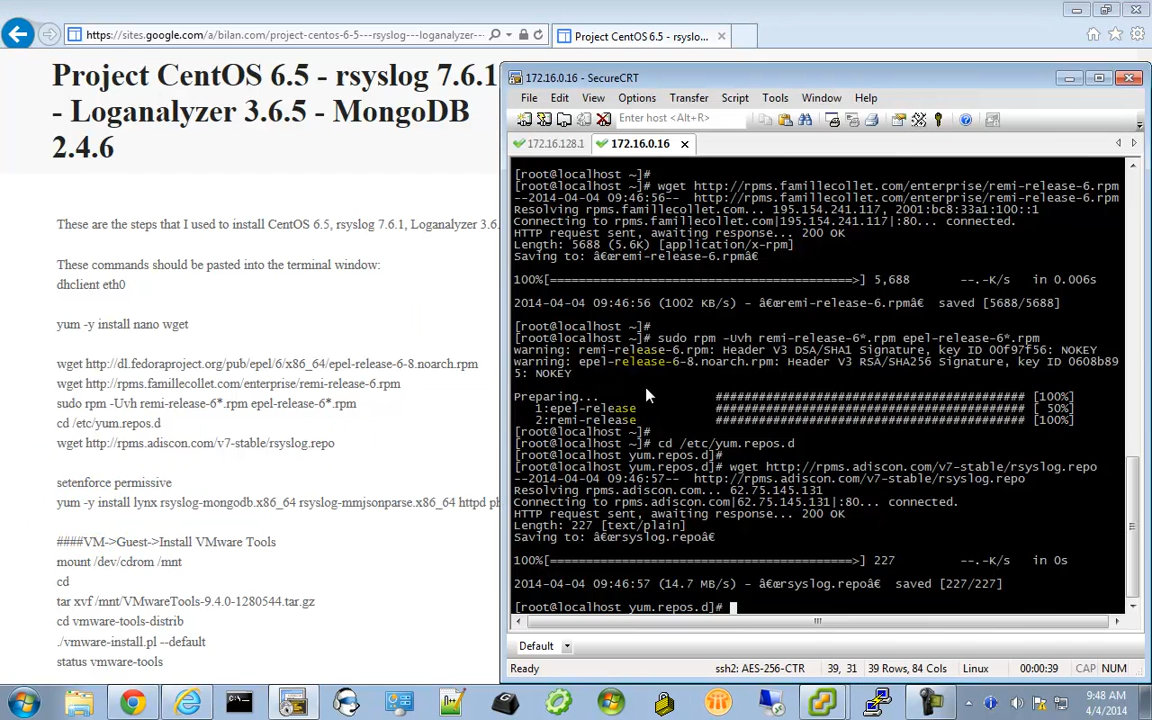 https://sites.google.com/a/bilan.com/project-centos-6-5---rsyslog---loganalyzer---
Project CentOS 6.5 - rsyslo...
Project CentOS 6.5 - rsyslog 7.6.1
- Loganalyzer 3.6.5 - MongoDB
2.4.6
These are the steps that I used to install CentOS 6.5, rsyslog 7.6.1, Loganalyzer 3.6.
These commands should be pasted into the terminal window:
dhclient eth0
yum -y install nano wget
wget http://dl.fedoraproject.org/pub/epel/6/x86_64/epel-release-6-8.noarch.rpm
wget http://rpms.famillecollet.com/enterprise/remi-release-6.rpm
sudo rpm -Uvh remi-release-6*.rpm epel-release-6*.rpm
cd /etc/yum.repos.d
wget http://rpms.adiscon.com/v7-stable/rsyslog.repo
setenforce permissive
yum -y install lynx rsyslog-mongodb.x86_64 rsyslog-mmjsonparse.x86_64 httpd ph
####VM->Guest->Install VMware Tools
mount /dev/cdrom /mnt
cd
tar xvf /mnt/VMwareTools-9.4.0-1280544.tar.gz
cd vmware-tools-distrib
./vmware-install.pl --default
status vmware-tools
172.16.0.16 - SecureCRT
File Edit View Options Transfer Script Tools Window Help
Enter host <Alt+R>
172.16.128.1 172.16.0.16
[root@localhost ~]#
[root@localhost ~]# wget http://rpms.famillecollet.com/enterprise/remi-release-6.rpm
--2014-04-04 09:46:56-- http://rpms.famillecollet.com/enterprise/remi-release-6.rpm
Resolving rpms.famillecollet.com... 195.154.241.117, 2001:bc8:33a1:100::1
Connecting to rpms.famillecollet.com|195.154.241.117|:80... connected.
HTTP request sent, awaiting response... 200 OK
Length: 5688 (5.6K) [application/x-rpm]
Saving to: â€œremi-release-6.rpmâ€
100%[======================================>] 5,688 --.-K/s in 0.006s
2014-04-04 09:46:56 (1002 KB/s) - â€œremi-release-6.rpmâ€ saved [5688/5688]
[root@localhost ~]#
[root@localhost ~]# sudo rpm -Uvh remi-release-6*.rpm epel-release-6*.rpm
warning: remi-release-6.rpm: Header V3 DSA/SHA1 Signature, key ID 00f97f56: NOKEY
warning: epel-release-6-8.noarch.rpm: Header V3 RSA/SHA256 Signature, key ID 0608b89
5: NOKEY
Preparing... ########################################### [100%]
1:epel-release ########################################### [ 50%]
2:remi-release ########################################### [100%]
[root@localhost ~]#
[root@localhost ~]# cd /etc/yum.repos.d
[root@localhost yum.repos.d]#
[root@localhost yum.repos.d]# wget http://rpms.adiscon.com/v7-stable/rsyslog.repo
--2014-04-04 09:46:57-- http://rpms.adiscon.com/v7-stable/rsyslog.repo
Resolving rpms.adiscon.com... 62.75.145.131
Connecting to rpms.adiscon.com|62.75.145.131|:80... connected.
HTTP request sent, awaiting response... 200 OK
Length: 227 [text/plain]
Saving to: â€œrsyslog.repoâ€
100%[======================================>] 227 --.-K/s in 0s
2014-04-04 09:46:57 (14.7 MB/s) - â€œrsyslog.repoâ€ saved [227/227]
[root@localhost yum.repos.d]#
Default
Ready ssh2: AES-256-CTR 39, 31 39 Rows, 84 Cols Linux 00:00:39 CAP NUM
9:48 AM
4/4/2014